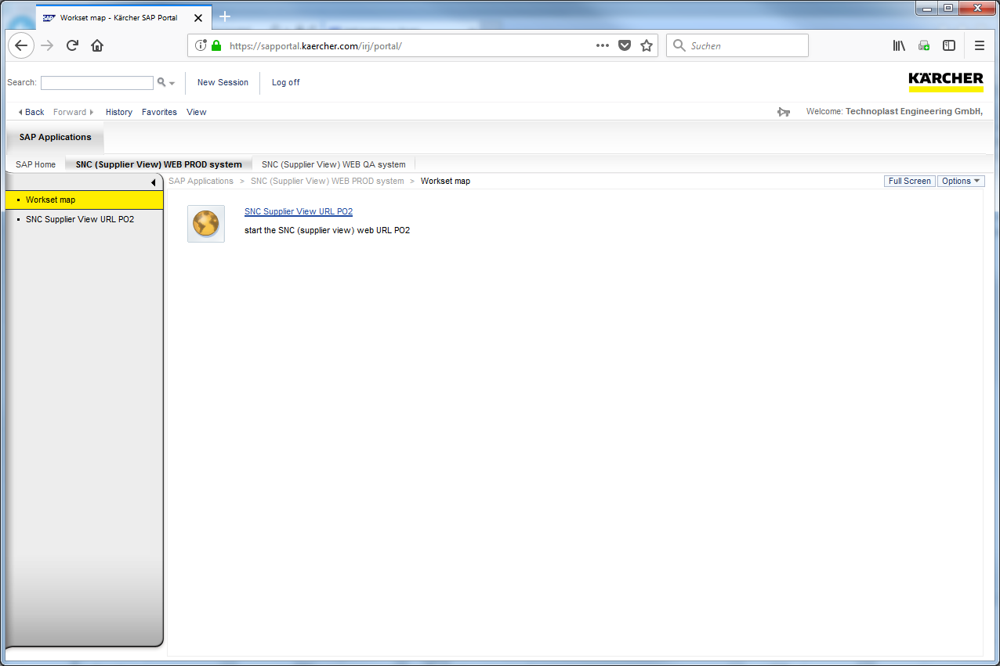 SAP Workset map - Kärcher SAP Portal
https://sapportal.kaercher.com/irj/portal/ Suchen
Search: New Session Log off KÄRCHER
Back Forward History Favorites View Welcome: Technoplast Engineering GmbH,
SAP Applications
SAP Home SNC (Supplier View) WEB PROD system SNC (Supplier View) WEB QA system
SAP Applications > SNC (Supplier View) WEB PROD system > Workset map Full Screen Options
Workset map
SNC Supplier View URL PO2
SNC Supplier View URL PO2
start the SNC (supplier view) web URL PO2